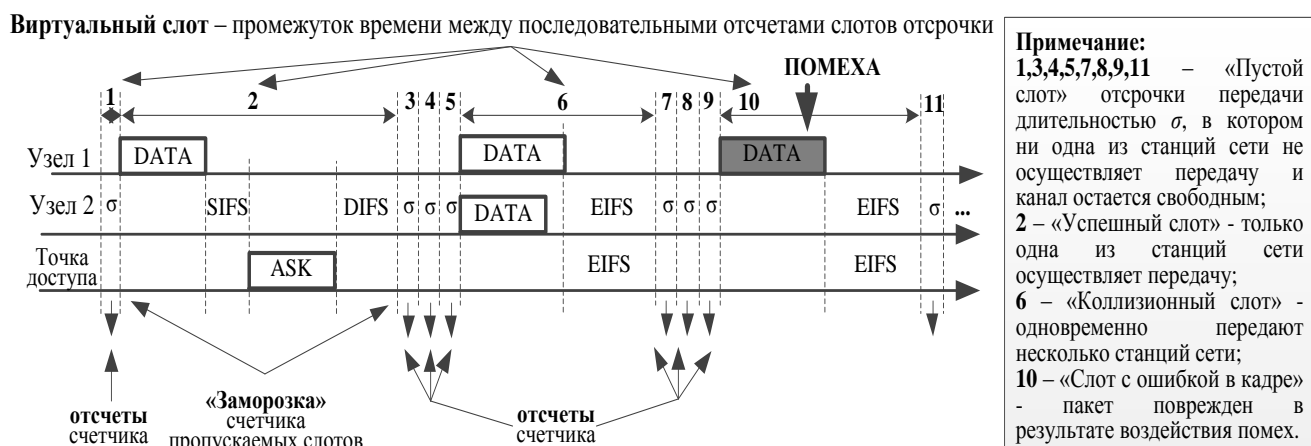 Виртуальный слот – промежуток времени между последовательными отсчетами слотов отсрочки
ПОМЕХА
1 2 3 4 5 6 7 8 9 10 11
Узел 1 DATA DATA DATA
Узел 2 σ SIFS DIFS σ σ σ DATA EIFS σ σ σ EIFS σ ...
Точка
доступа
ASK EIFS EIFS
отсчеты
счетчика
«Заморозка»
счетчика
пропускаемых слотов
отсчеты
счетчика
Примечание:
1,3,4,5,7,8,9,11 – «Пустой
слот» отсрочки передачи
длительностью σ, в котором
ни одна из станций сети не
осуществляет передачу и
канал остается свободным;
2 – «Успешный слот» - только
одна из станций сети
осуществляет передачу;
6 – «Коллизионный слот» -
одновременно передают
несколько станций сети;
10 – «Слот с ошибкой в кадре»
- пакет поврежден в
результате воздействия помех.